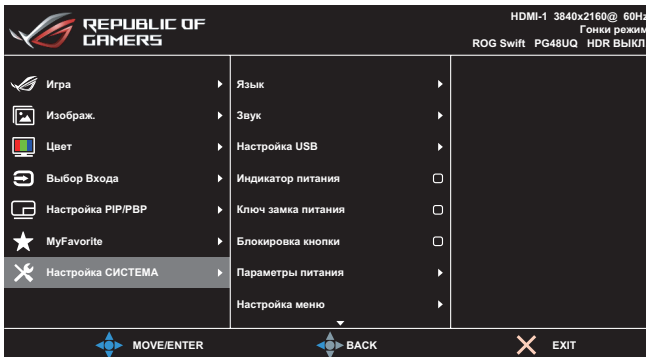 REPUBLIC OF
GAMERS
HDMI-1 3840x2160@ 60Hz
Гонки режим
ROG Swift PG48UQ HDR ВЫКЛ
Игра
Изображ.
Цвет
Выбор Входа
Настройка PIP/PBP
MyFavorite
Настройка СИСТЕМА
Язык
Звук
Настройка USB
Индикатор питания
Ключ замка питания
Блокировка кнопки
Параметры питания
Настройка меню
MOVE/ENTER
BACK
EXIT